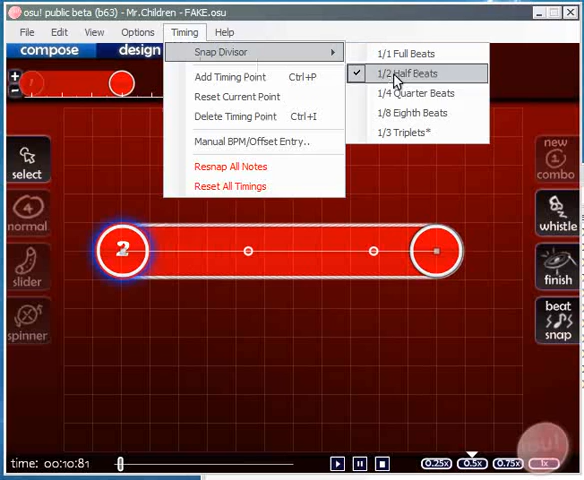 osu! public beta (b63) - Mr.Children - FAKE.osu
File Edit View Options Timing Help
compose design
Snap Divisor
Add Timing Point Ctrl+P
Reset Current Point
Delete Timing Point Ctrl+I
Manual BPM/Offset Entry..
Resnap All Notes
Reset All Timings
1/1 Full Beats
1/2 Half Beats
1/4 Quarter Beats
1/8 Eighth Beats
1/3 Triplets*
1
select
4
normal
slider
spinner
2
new
combo
whistle
finish
beat
snap
time: 00:10:81
0.25x 0.5x 0.75x 1x
osu!